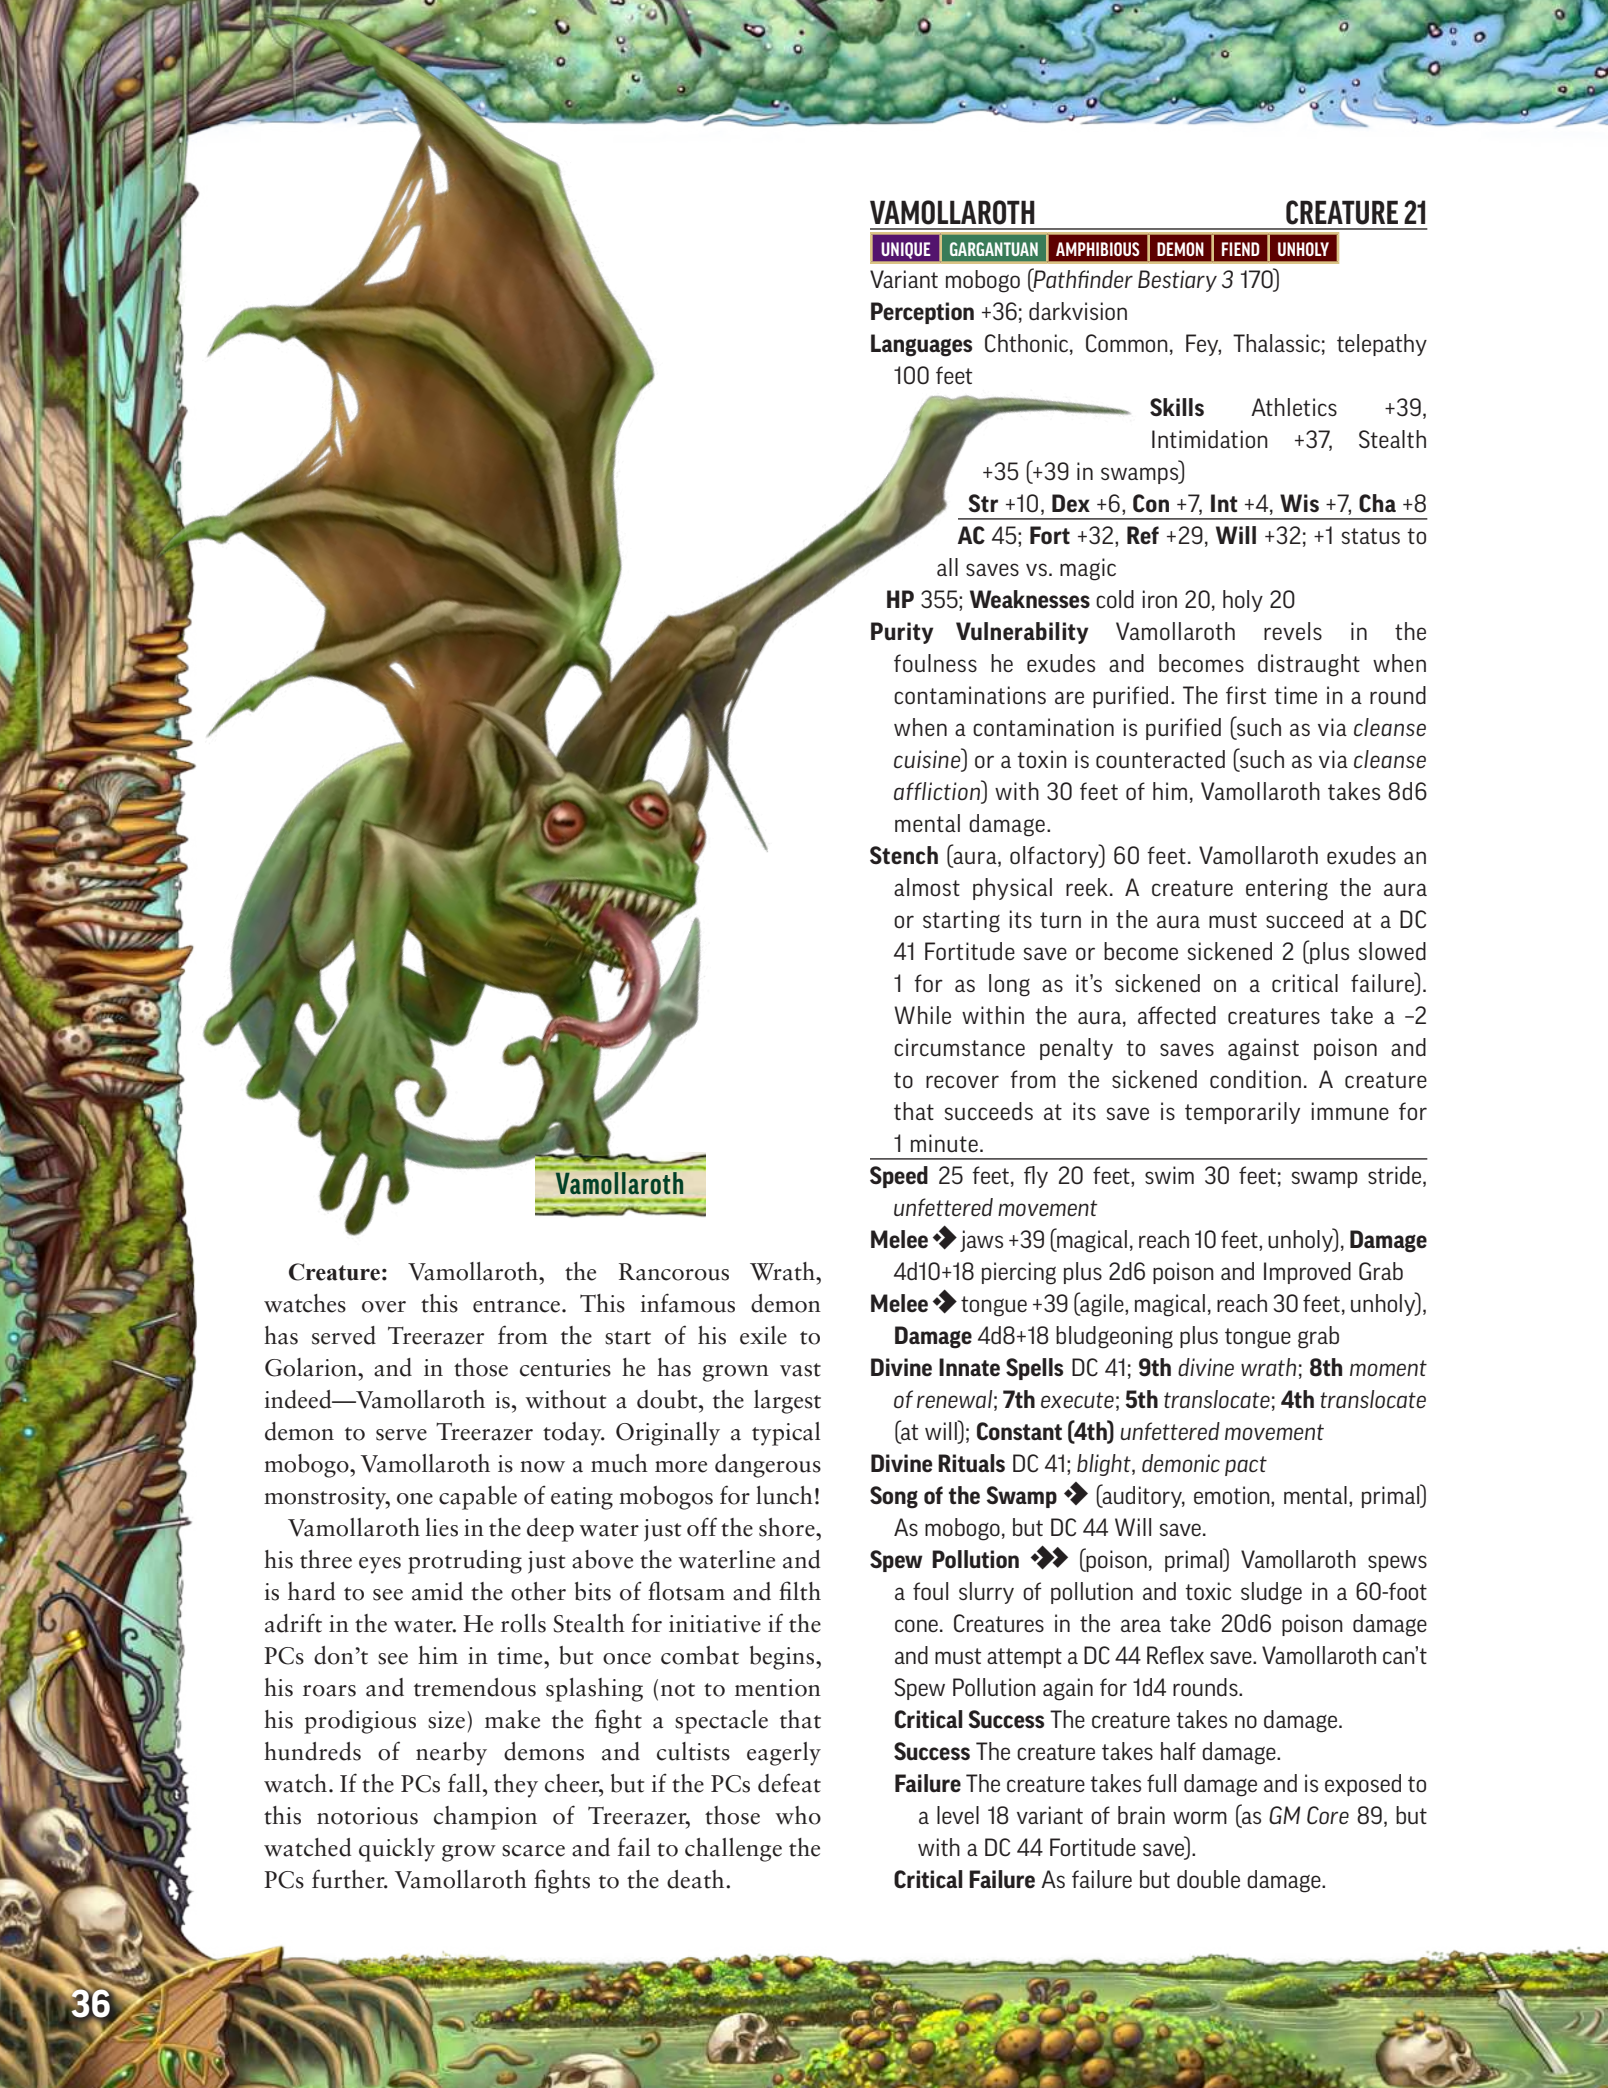 VAMOLLAROTH CREATURE 21
UNIQUE GARGANTUAN AMPHIBIOUS DEMON FIEND UNHOLY
Variant mobogo (Pathfinder Bestiary 3 170)
Perception +36; darkvision
Languages Chthonic, Common, Fey, Thalassic; telepathy
100 feet
Skills Athletics +39,
Intimidation +37, Stealth
+35 (+39 in swamps)
Str +10, Dex +6, Con +7, Int +4, Wis +7, Cha +8
AC 45; Fort +32, Ref +29, Will +32; +1 status to
all saves vs. magic
HP 355; Weaknesses cold iron 20, holy 20
Purity Vulnerability Vamollaroth revels in the
foulness he exudes and becomes distraught when
contaminations are purified. The first time in a round
when a contamination is purified (such as via cleanse
cuisine) or a toxin is counteracted (such as via cleanse
affliction) with 30 feet of him, Vamollaroth takes 8d6
mental damage.
Stench (aura, olfactory) 60 feet. Vamollaroth exudes an
almost physical reek. A creature entering the aura
or starting its turn in the aura must succeed at a DC
41 Fortitude save or become sickened 2 (plus slowed
1 for as long as it's sickened on a critical failure).
While within the aura, affected creatures take a –2
circumstance penalty to saves against poison and
to recover from the sickened condition. A creature
that succeeds at its save is temporarily immune for
1 minute.
Speed 25 feet, fly 20 feet, swim 30 feet; swamp stride,
unfettered movement
Melee jaws +39 (magical, reach 10 feet, unholy), Damage
4d10+18 piercing plus 2d6 poison and Improved Grab
Melee tongue +39 (agile, magical, reach 30 feet, unholy),
Damage 4d8+18 bludgeoning plus tongue grab
Divine Innate Spells DC 41; 9th divine wrath; 8th moment
of renewal; 7th execute; 5th translocate; 4th translocate
(at will); Constant (4th) unfettered movement
Divine Rituals DC 41; blight, demonic pact
Song of the Swamp (auditory, emotion, mental, primal)
As mobogo, but DC 44 Will save.
Spew Pollution (poison, primal) Vamollaroth spews
a foul slurry of pollution and toxic sludge in a 60-foot
cone. Creatures in the area take 20d6 poison damage
and must attempt a DC 44 Reflex save. Vamollaroth can't
Spew Pollution again for 1d4 rounds.
Critical Success The creature takes no damage.
Success The creature takes half damage.
Failure The creature takes full damage and is exposed to
a level 18 variant of brain worm (as GM Core 89, but
with a DC 44 Fortitude save).
Critical Failure As failure but double damage.
Vamollaroth
Creature: Vamollaroth, the Rancorous Wrath,
watches over this entrance. This infamous demon
has served Treerazer from the start of his exile to
Golarion, and in those centuries he has grown vast
indeed—Vamollaroth is, without a doubt, the largest
demon to serve Treerazer today. Originally a typical
mobogo, Vamollaroth is now a much more dangerous
monstrosity, one capable of eating mobogos for lunch!
Vamollaroth lies in the deep water just off the shore,
his three eyes protruding just above the waterline and
is hard to see amid the other bits of flotsam and filth
adrift in the water. He rolls Stealth for initiative if the
PCs don't see him in time, but once combat begins,
his roars and tremendous splashing (not to mention
his prodigious size) make the fight a spectacle that
hundreds of nearby demons and cultists eagerly
watch. If the PCs fall, they cheer, but if the PCs defeat
this notorious champion of Treerazer, those who
watched quickly grow scarce and fail to challenge the
PCs further. Vamollaroth fights to the death.
36